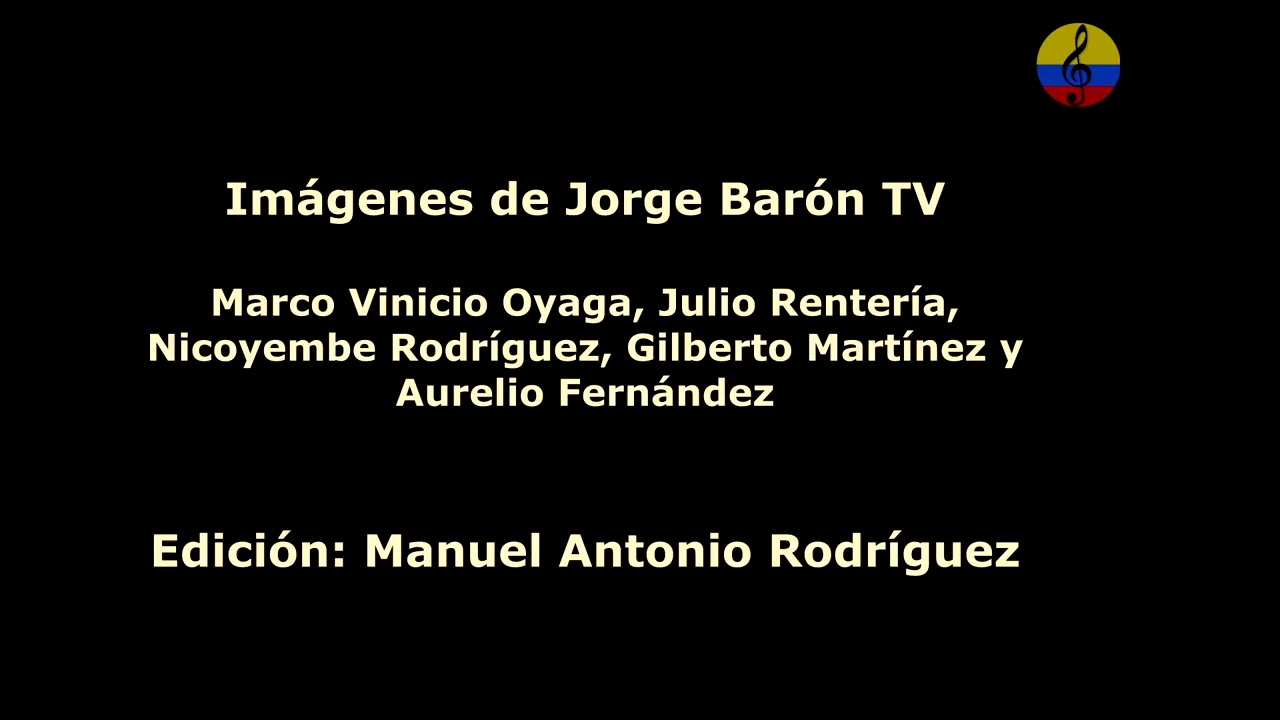 Imágenes de Jorge Barón TV
Marco Vinicio Oyaga, Julio Rentería,
Nicoyembe Rodríguez, Gilberto Martínez y
Aurelio Fernández
Edición: Manuel Antonio Rodríguez